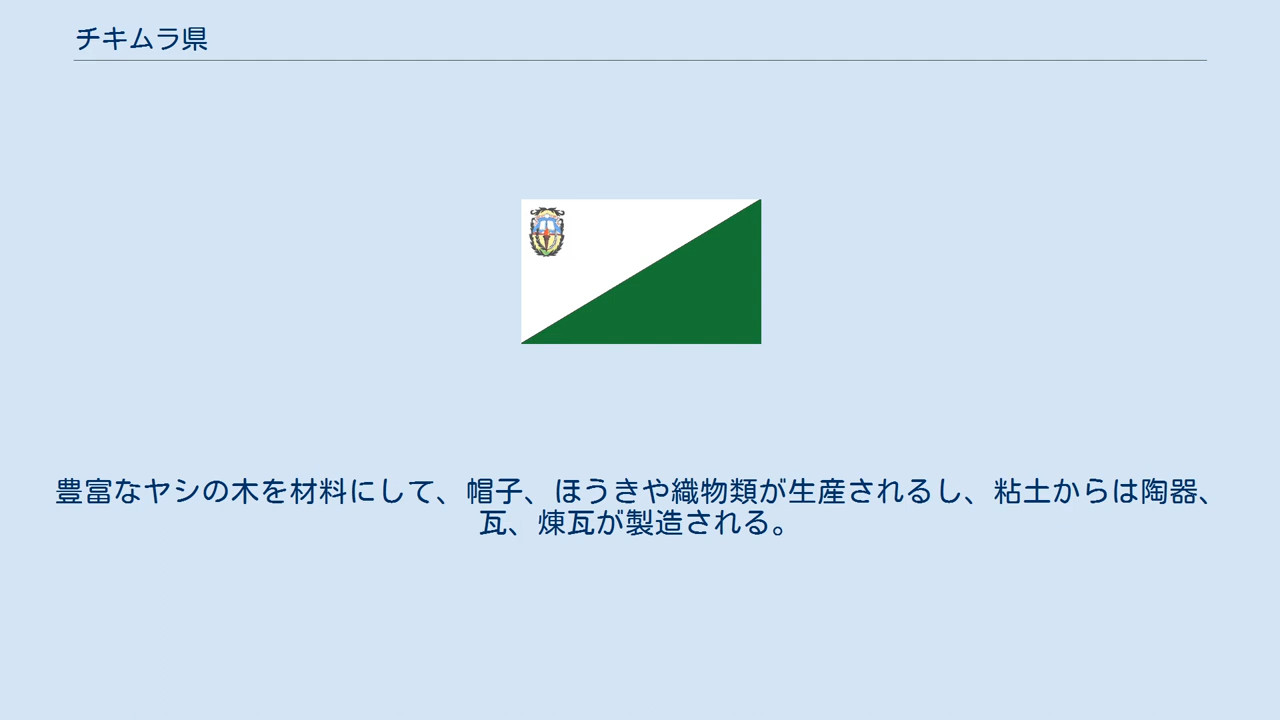 チキムラ県
豊富なヤシの木を材料にして、帽子、ほうきや織物類が生産されるし、粘土からは陶器、
瓦、煉瓦が製造される。